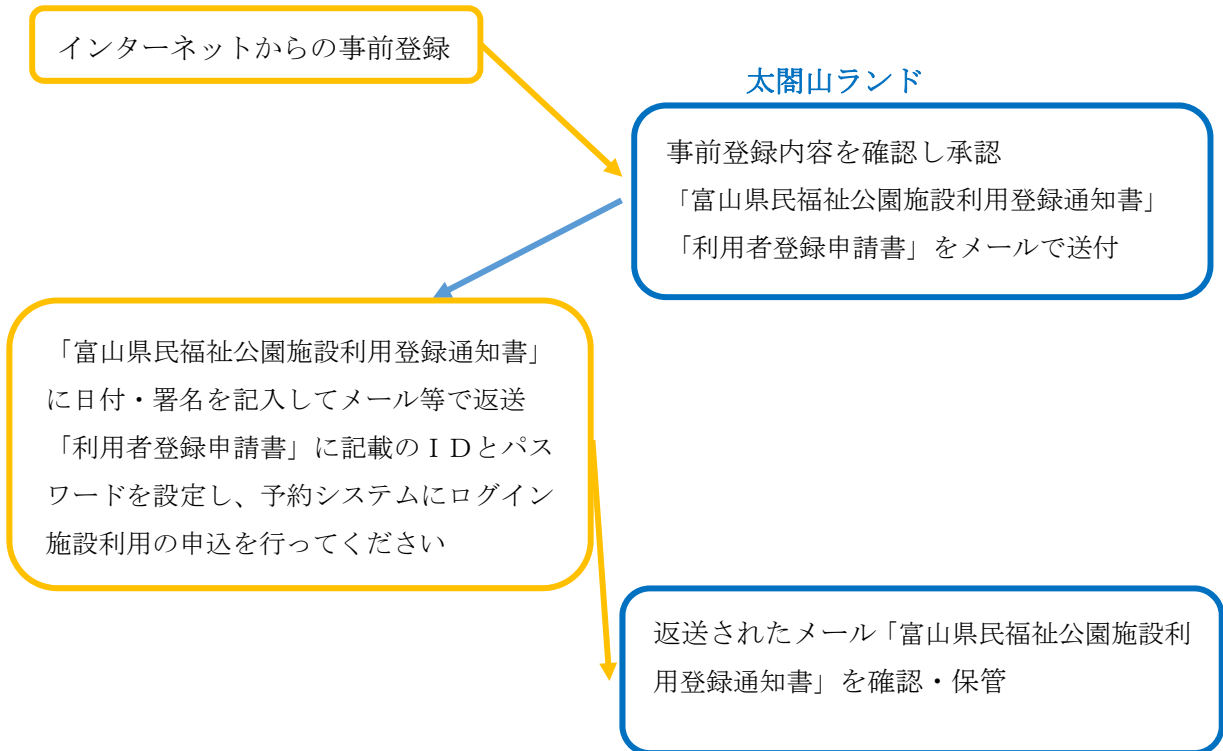 インターネットからの事前登録
太閤山ランド
事前登録内容を確認し承認
「富山県民福祉公園施設利用登録通知書」
「利用者登録申請書」をメールで送付
「富山県民福祉公園施設利用登録通知書」
に日付・署名を記入してメール等で返送
「利用者登録申請書」に記載のＩＤとパス
ワードを設定し、予約システムにログイン
施設利用の申込を行ってください
返送されたメール「富山県民福祉公園施設利
用登録通知書」を確認・保管